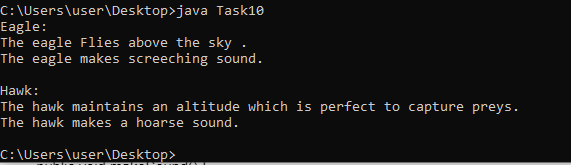 C:\Users\user\Desktop>java Task10
Eagle:
The eagle Flies above the sky .
The eagle makes screeching sound.
Hawk:
The hawk maintains an altitude which is perfect to capture preys.
The hawk makes a hoarse sound.
C:\Users\user\Desktop>